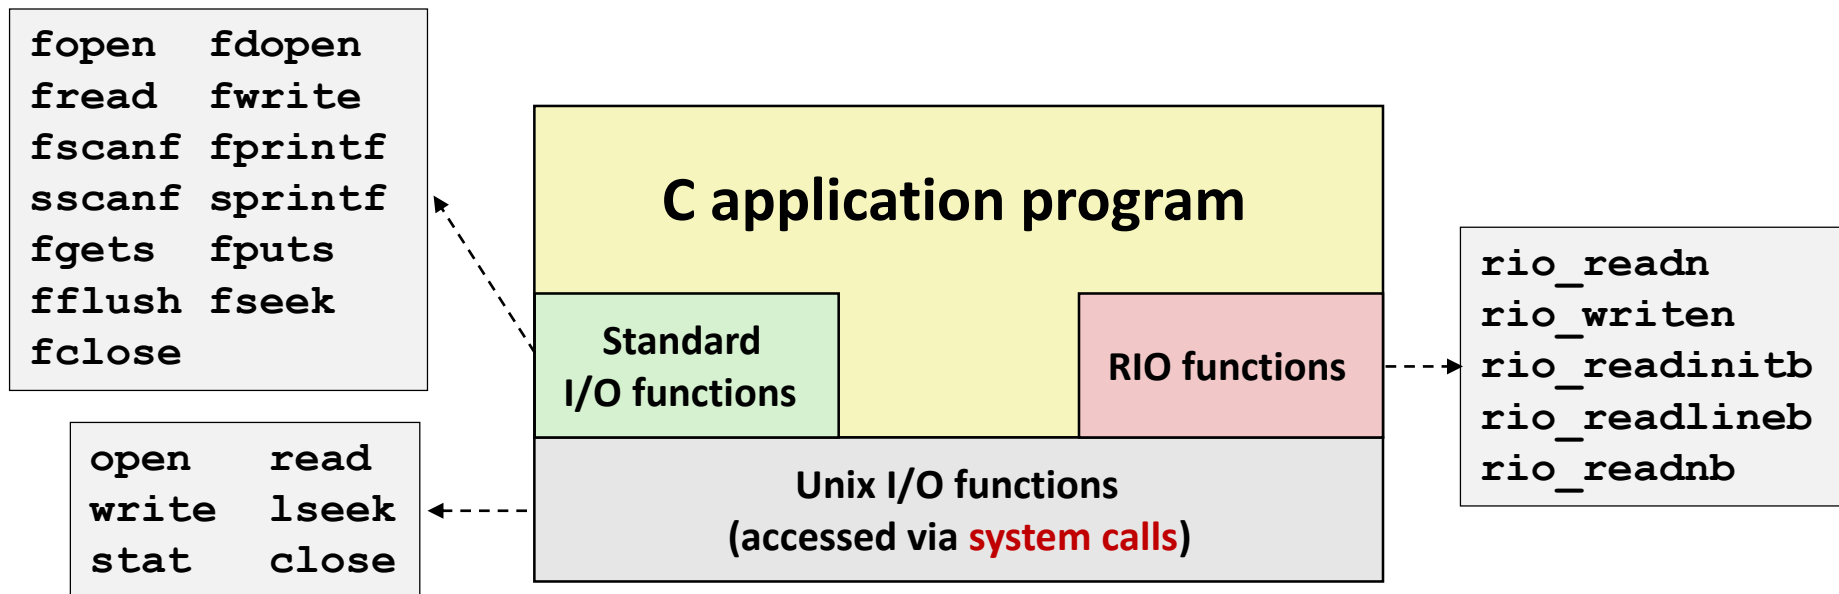 fopen fdopen
fread fwrite
fscanf fprintf
sscanf sprintf
fgets fputs
fflush fseek
fclose
open read
write lseek
stat close
C application program
Standard
I/O functions
RIO functions
Unix I/O functions
(accessed via system calls)
rio_readn
rio_writen
rio_readinitb
rio_readlineb
rio_readnb